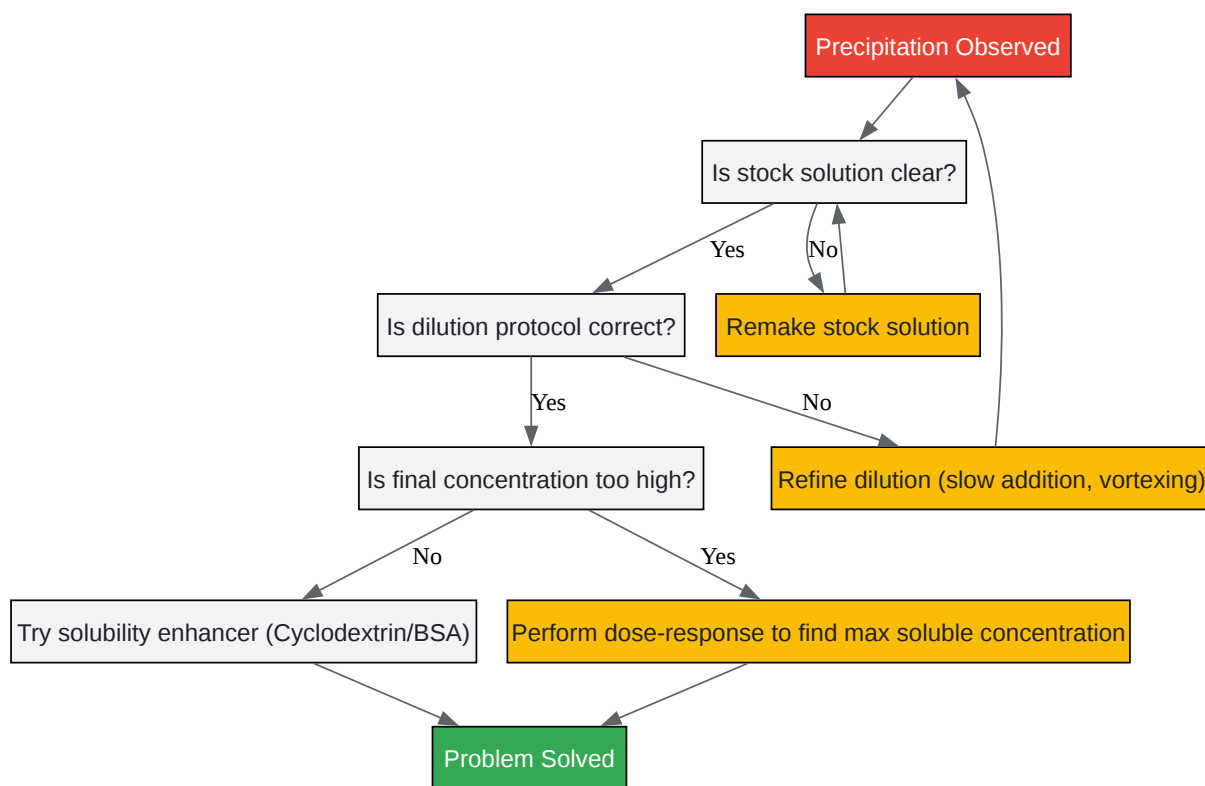 Precipitation Observed
Is stock solution clear?
Yes
No
Is dilution protocol correct?
Remake stock solution
Yes
No
Is final concentration too high?
Refine dilution (slow addition, vortexing)
No
Yes
Try solubility enhancer (Cyclodextrin/BSA)
Perform dose-response to find max soluble concentration
Problem Solved